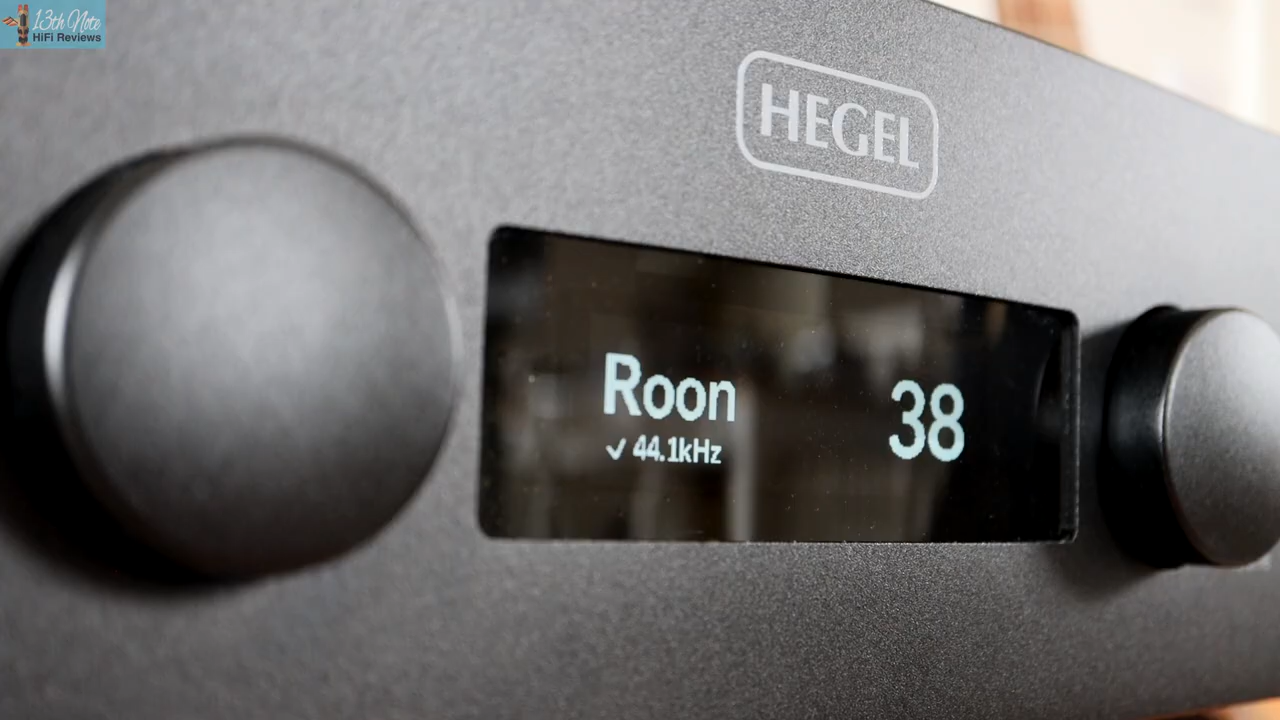 13th Note
HiFi Reviews
HEGEL
Roon
38
✓ 44.1kHz